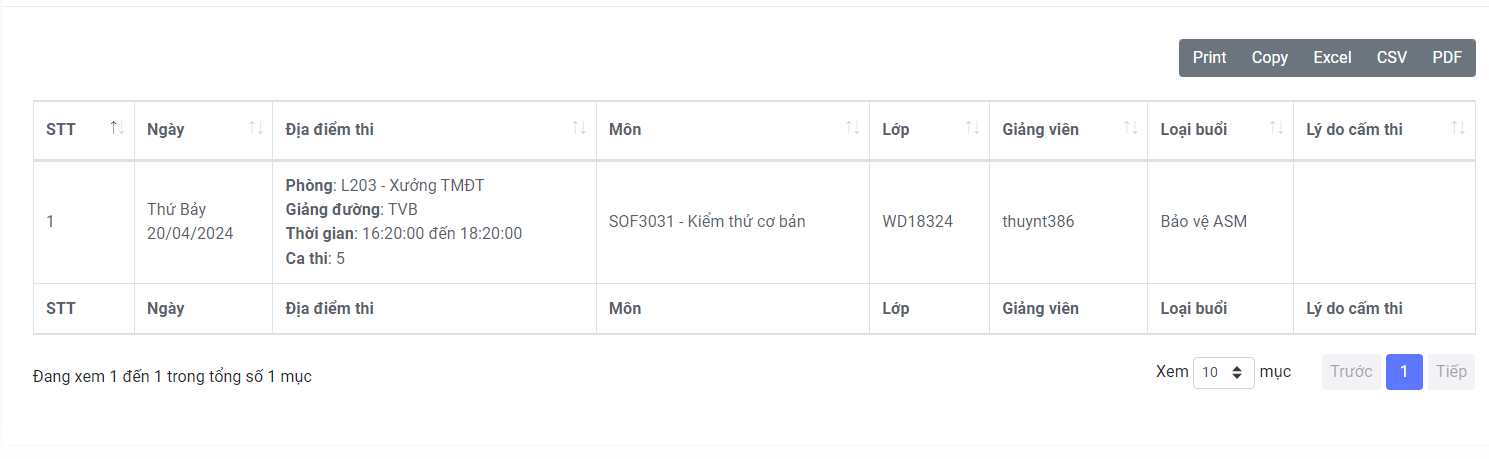 Print Copy Excel CSV PDF
STT Ngày Địa điểm thi Môn Lớp Giảng viên Loại buổi Lý do cấm thi
1
Thứ Bảy
20/04/2024
Phòng: L203 - Xưởng TMĐT
Giảng đường: TVB
Thời gian: 16:20:00 đến 18:20:00
Ca thi: 5
SOF3031 - Kiểm thử cơ bản
WD18324
thuynt386
Bảo vệ ASM
STT Ngày Địa điểm thi Môn Lớp Giảng viên Loại buổi Lý do cấm thi
Đang xem 1 đến 1 trong tổng số 1 mục
Xem 10 mục
Trước 1 Tiếp